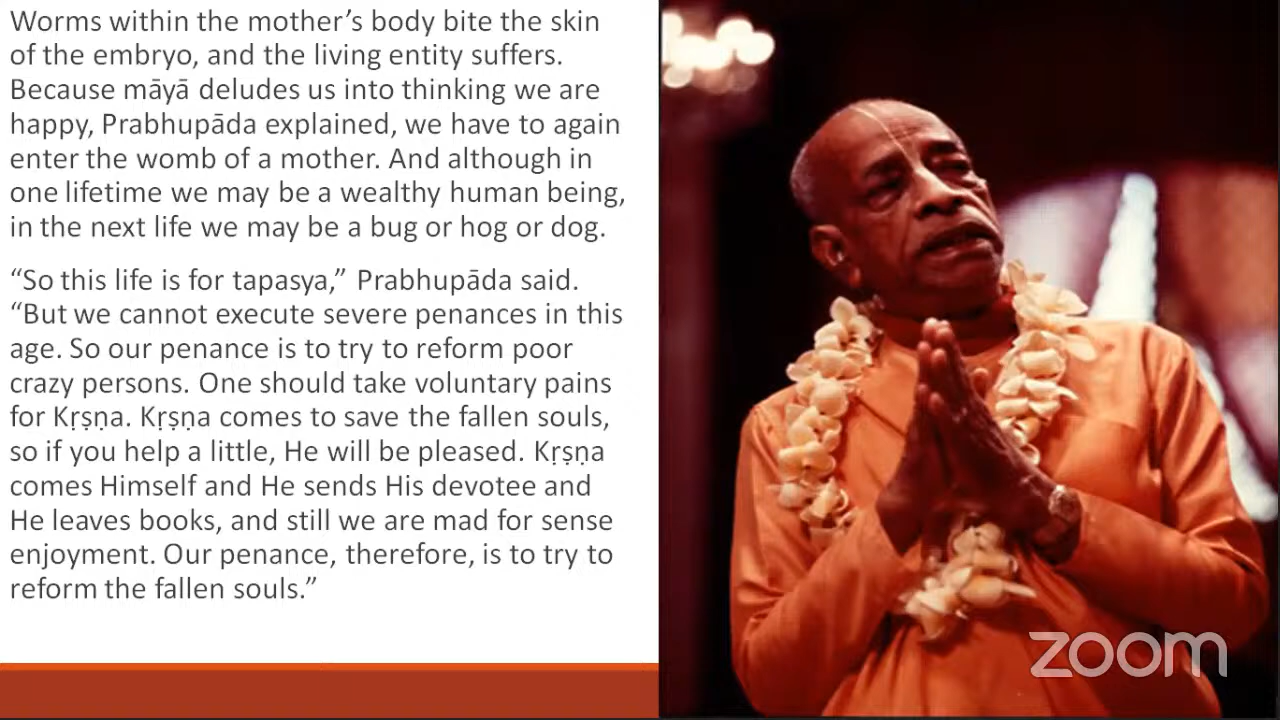 Worms within the mother’s body bite the skin
of the embryo, and the living entity suffers.
Because māyā deludes us into thinking we are
happy, Prabhupāda explained, we have to again
enter the womb of a mother. And although in
one lifetime we may be a wealthy human being,
in the next life we may be a bug or hog or dog.
“So this life is for tapasya,” Prabhupāda said.
“But we cannot execute severe penances in this
age. So our penance is to try to reform poor
crazy persons. One should take voluntary pains
for Kṛṣṇa. Kṛṣṇa comes to save the fallen souls,
so if you help a little, He will be pleased. Kṛṣṇa
comes Himself and He sends His devotee and
He leaves books, and still we are mad for sense
enjoyment. Our penance, therefore, is to try to
reform the fallen souls.”
zoom